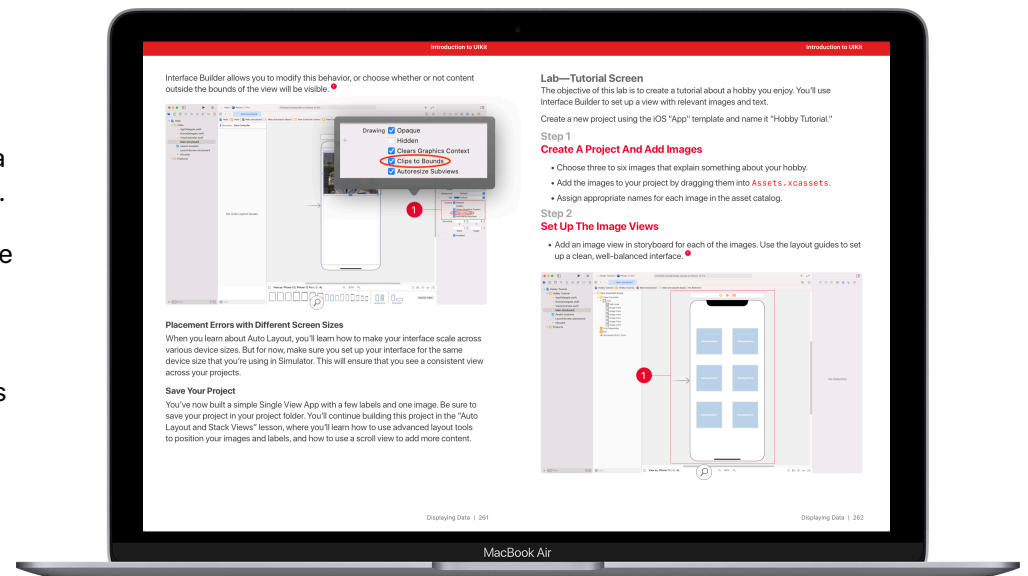 a
.
e
s
Introduction to UIKit
Interface Builder allows you to modify this behavior, or choose whether or not content
outside the bounds of the view will be visible.
Drawing Opaque
Hidden
Clears Graphics Context
Clips to Bounds
Autoresize Subviews
1
No Auto Layout Issues
Placement Errors with Different Screen Sizes
When you learn about Auto Layout, you'll learn how to make your interface scale across
various device sizes. But for now, make sure you set up your interface for the same
device size that you're using in Simulator. This will ensure that you see a consistent view
across your projects.
Save Your Project
You've now built a simple Single View App with a few labels and one image. Be sure to
save your project in your project folder. You'll continue building this project in the "Auto
Layout and Stack Views" lesson, where you'll learn how to use advanced layout tools
to position your images and labels, and how to use a scroll view to add more content.
Displaying Data | 261
Introduction to UIKit
Lab—Tutorial Screen
The objective of this lab is to create a tutorial about a hobby you enjoy. You'll use
Interface Builder to set up a view with relevant images and text.
Create a new project using the iOS "App" template and name it "Hobby Tutorial."
Step 1
Create A Project And Add Images
• Choose three to six images that explain something about your hobby.
• Add the images to your project by dragging them into Assets.xcassets.
• Assign appropriate names for each image in the asset catalog.
Step 2
Set Up The Image Views
• Add an image view in storyboard for each of the images. Use the layout guides to set
up a clean, well-balanced interface.
1
No Selection
Displaying Data | 262
MacBook Air